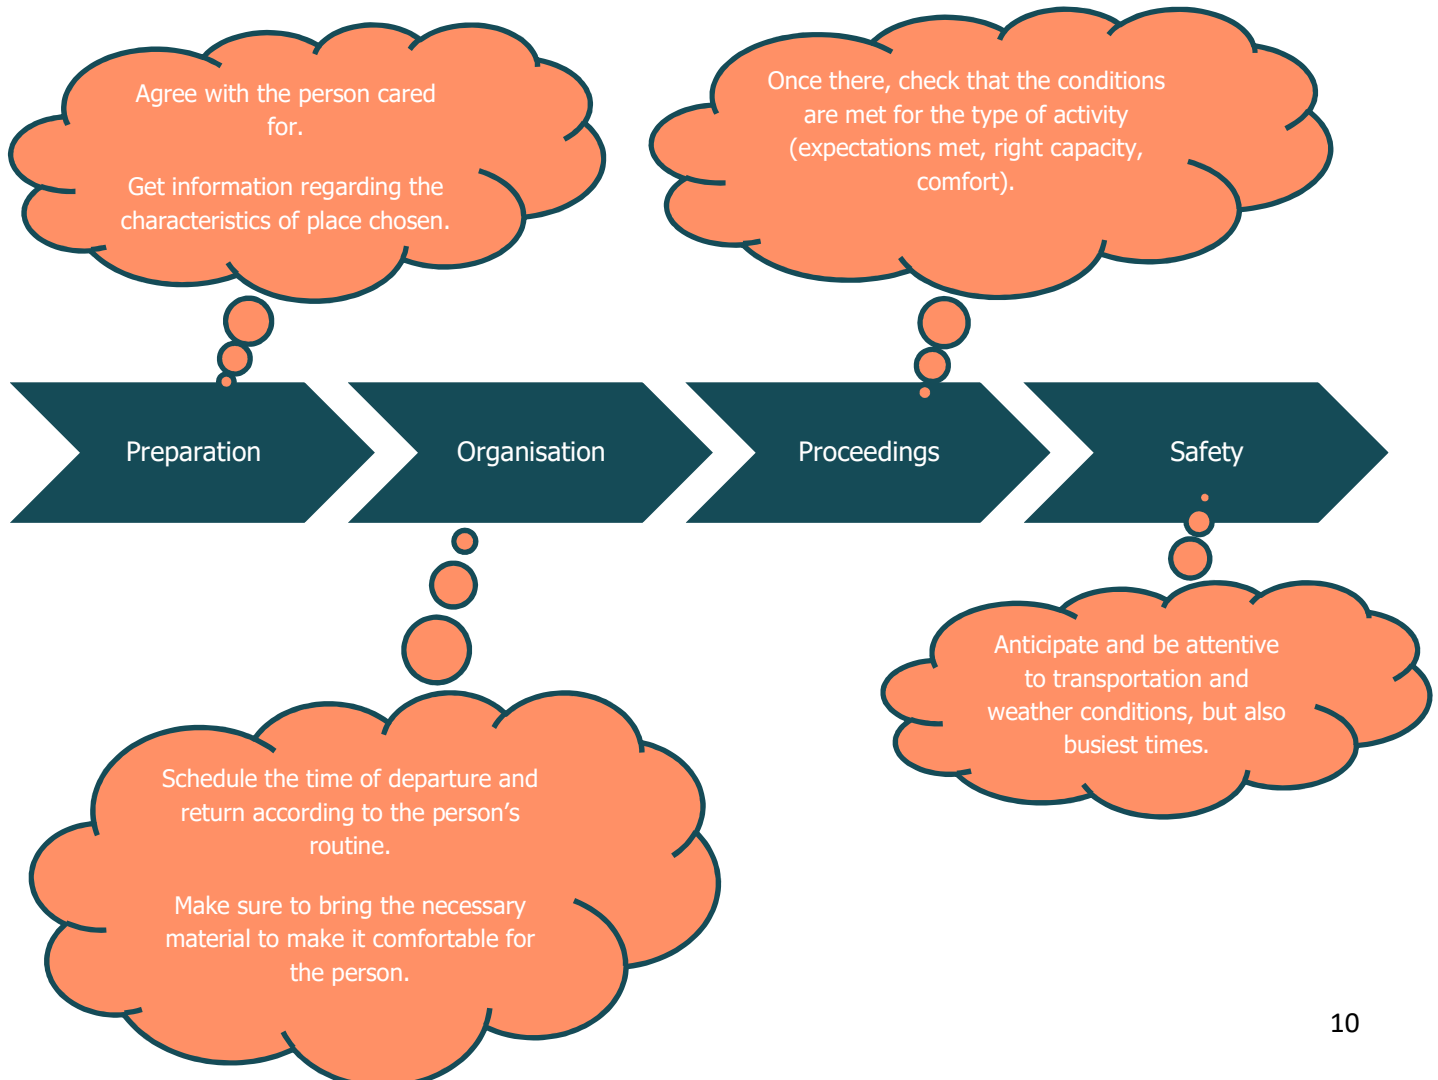 Agree with the person cared
for.
Get information regarding the
characteristics of place chosen.
Once there, check that the conditions
are met for the type of activity
(expectations met, right capacity,
comfort).
Preparation
Organisation
Proceedings
Safety
Schedule the time of departure and
return according to the person’s
routine.
Make sure to bring the necessary
material to make it comfortable for
the person.
Anticipate and be attentive
to transportation and
weather conditions, but also
busiest times.
10